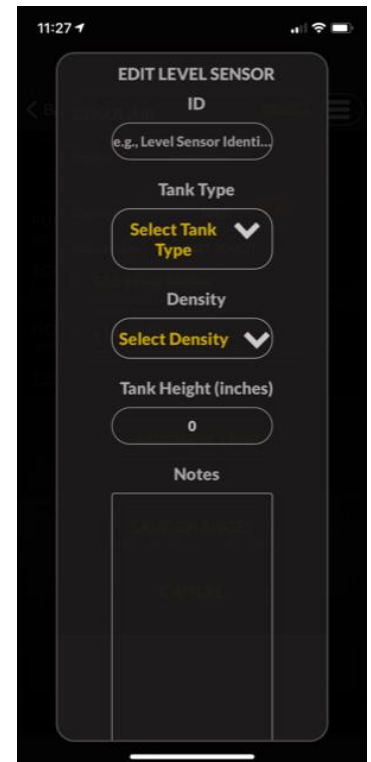 11:27
EDIT LEVEL SENSOR
ID
e.g., Level Sensor Identi...
Tank Type
Select Tank
Type
Density
Select Density
Tank Height (inches)
0
Notes